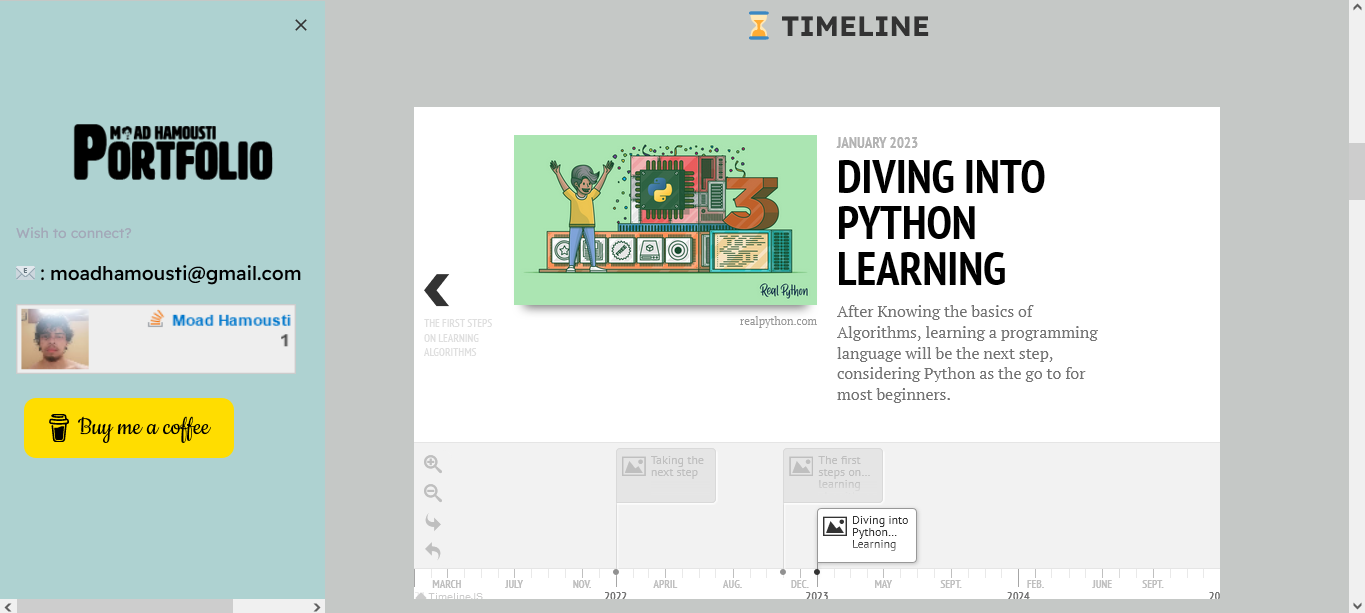 ⏳ TIMELINE
MOAD HAMOUSTI
PORTFOLIO
Wish to connect?
📧 : moadhamousti@gmail.com
Moad Hamousti
1
Buy me a coffee
Real Python
realpython.com
THE FIRST STEPS
ON LEARNING
ALGORITHMS
JANUARY 2023
DIVING INTO
PYTHON
LEARNING
After Knowing the basics of
Algorithms, learning a programming
language will be the next step,
considering Python as the go to for
most beginners.
Taking the
next step
The first
steps on...
learning
Diving into
Python...
Learning
MARCH JULY NOV. APRIL AUG. DEC. MAY SEPT. FEB. JUNE SEPT.
TimelineJS 2022 2023 2024 20